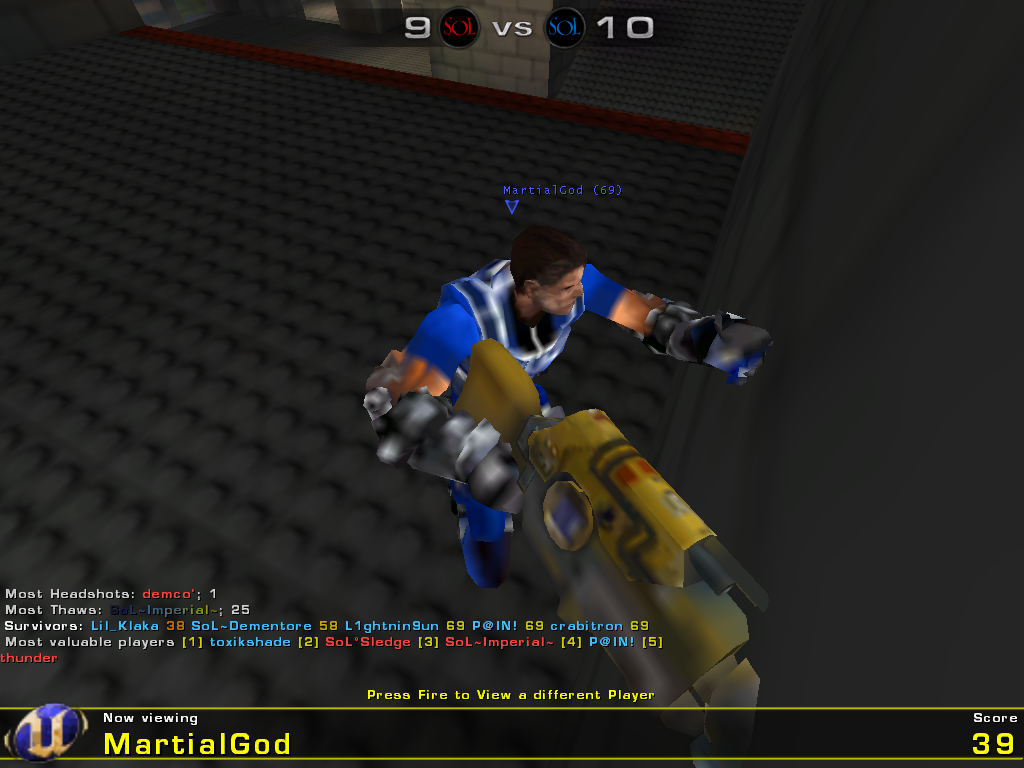 9 SOL vs SOL 10
MartialGod (69)
Most Headshots: demco'; 1
Most Thaws: SoL~Imperial~; 25
Survivors: Lil_Klaka 38 SoL~Dementore 58 L1ghtnin9un 69 P@IN! 69 crabitron 69
Most valuable players [1] toxikshade [2] SoL°Sledge [3] SoL~Imperial~ [4] P@IN! [5]
thunder
Press Fire to View a different Player
Now viewing Score
MartialGod 39